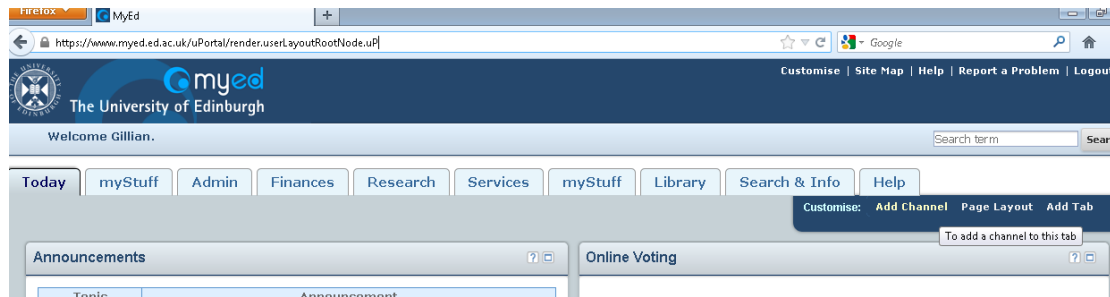 Firefox
MyEd
+
https://www.myed.ed.ac.uk/uPortal/render.userLayoutRootNode.uP
Google
myed
The University of Edinburgh
Customise | Site Map | Help | Report a Problem | Logout
Welcome Gillian.
Search term
Sear
Today myStuff Admin Finances Research Services myStuff Library Search & Info Help
Customise: Add Channel Page Layout Add Tab
To add a channel to this tab
Announcements ?
Online Voting ?
Topic Announcement